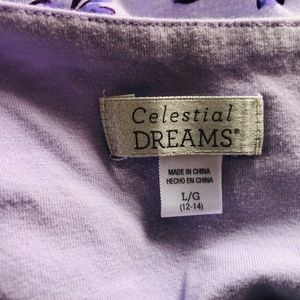 Celestial
DREAMS®
MADE IN CHINA
HECHO EN CHINA
L/G
(12-14)